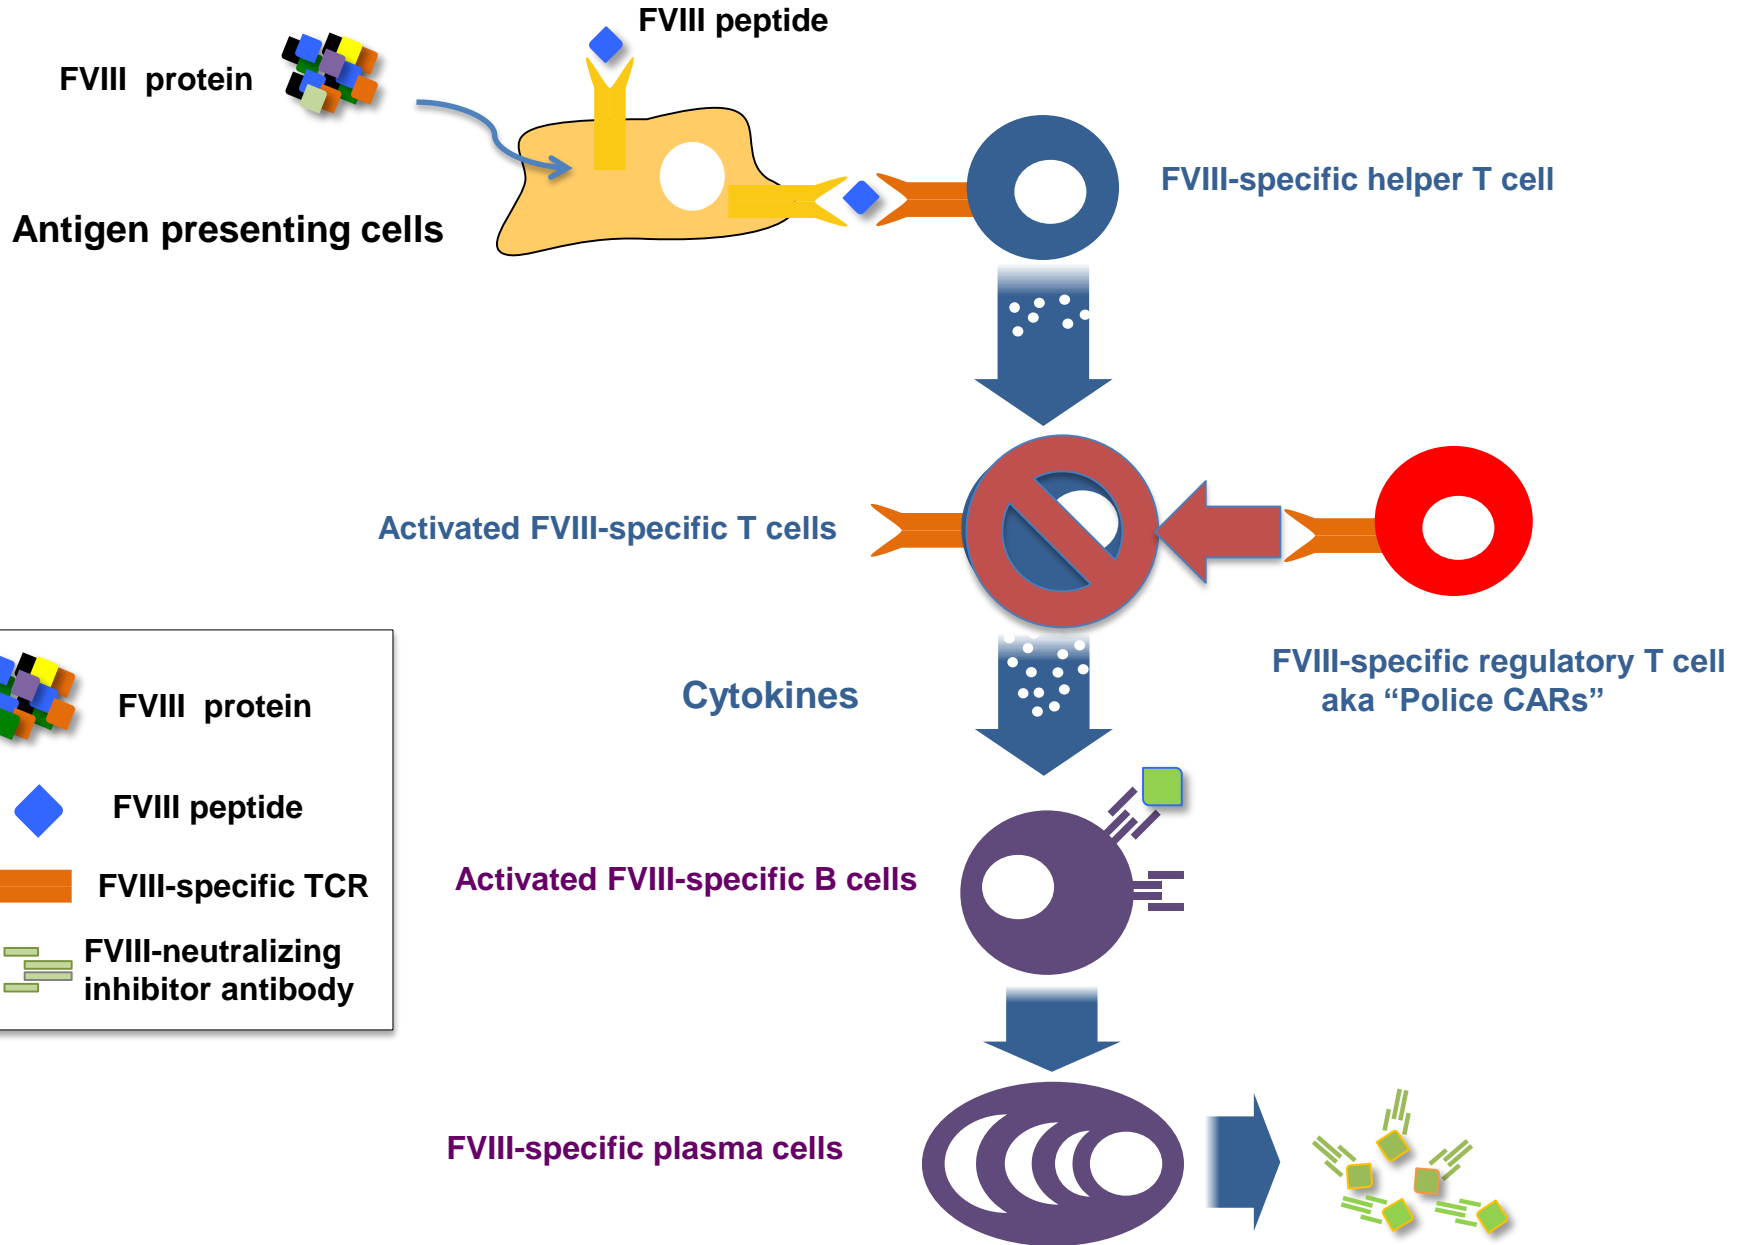 FVIII peptide
FVIII protein
FVIII-specific helper T cell
Antigen presenting cells
Activated FVIII-specific T cells
FVIII-specific regulatory T cell
aka “Police CARs”
Cytokines
FVIII protein
FVIII peptide
FVIII-specific TCR
FVIII-neutralizing
inhibitor antibody
Activated FVIII-specific B cells
FVIII-specific plasma cells